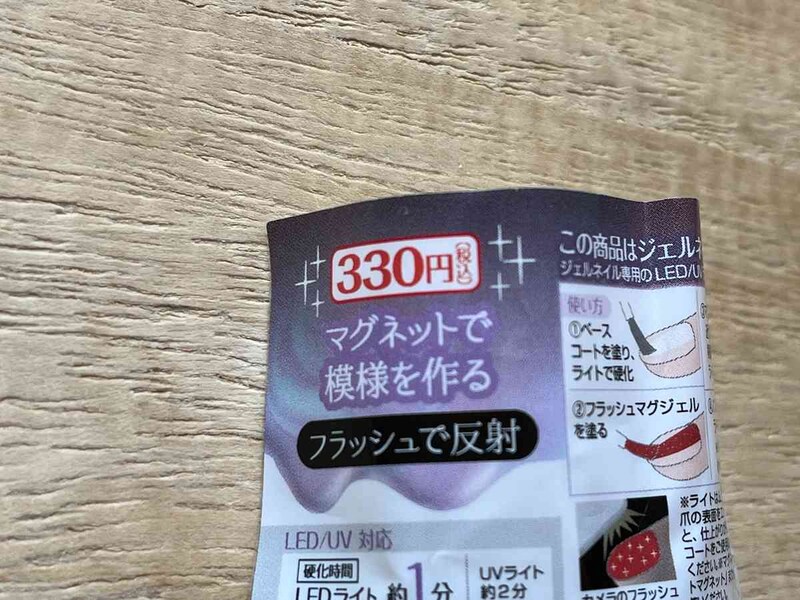 330円(税込)
マグネットで
模様を作る
フラッシュで反射
LED/UV 対応
硬化時間
LEDライト 約1分
UVライト
約2分
この商品はジェルネ
ジェルネイル専用のLED/U
使い方
①ベース
コートを塗り、
ライトで硬化
②フラッシュマグジェル
を塗る
※ライトは
爪の表面を
と、仕上が
コートをご使
ください。
トマグネット」
カメラのフラッシュ